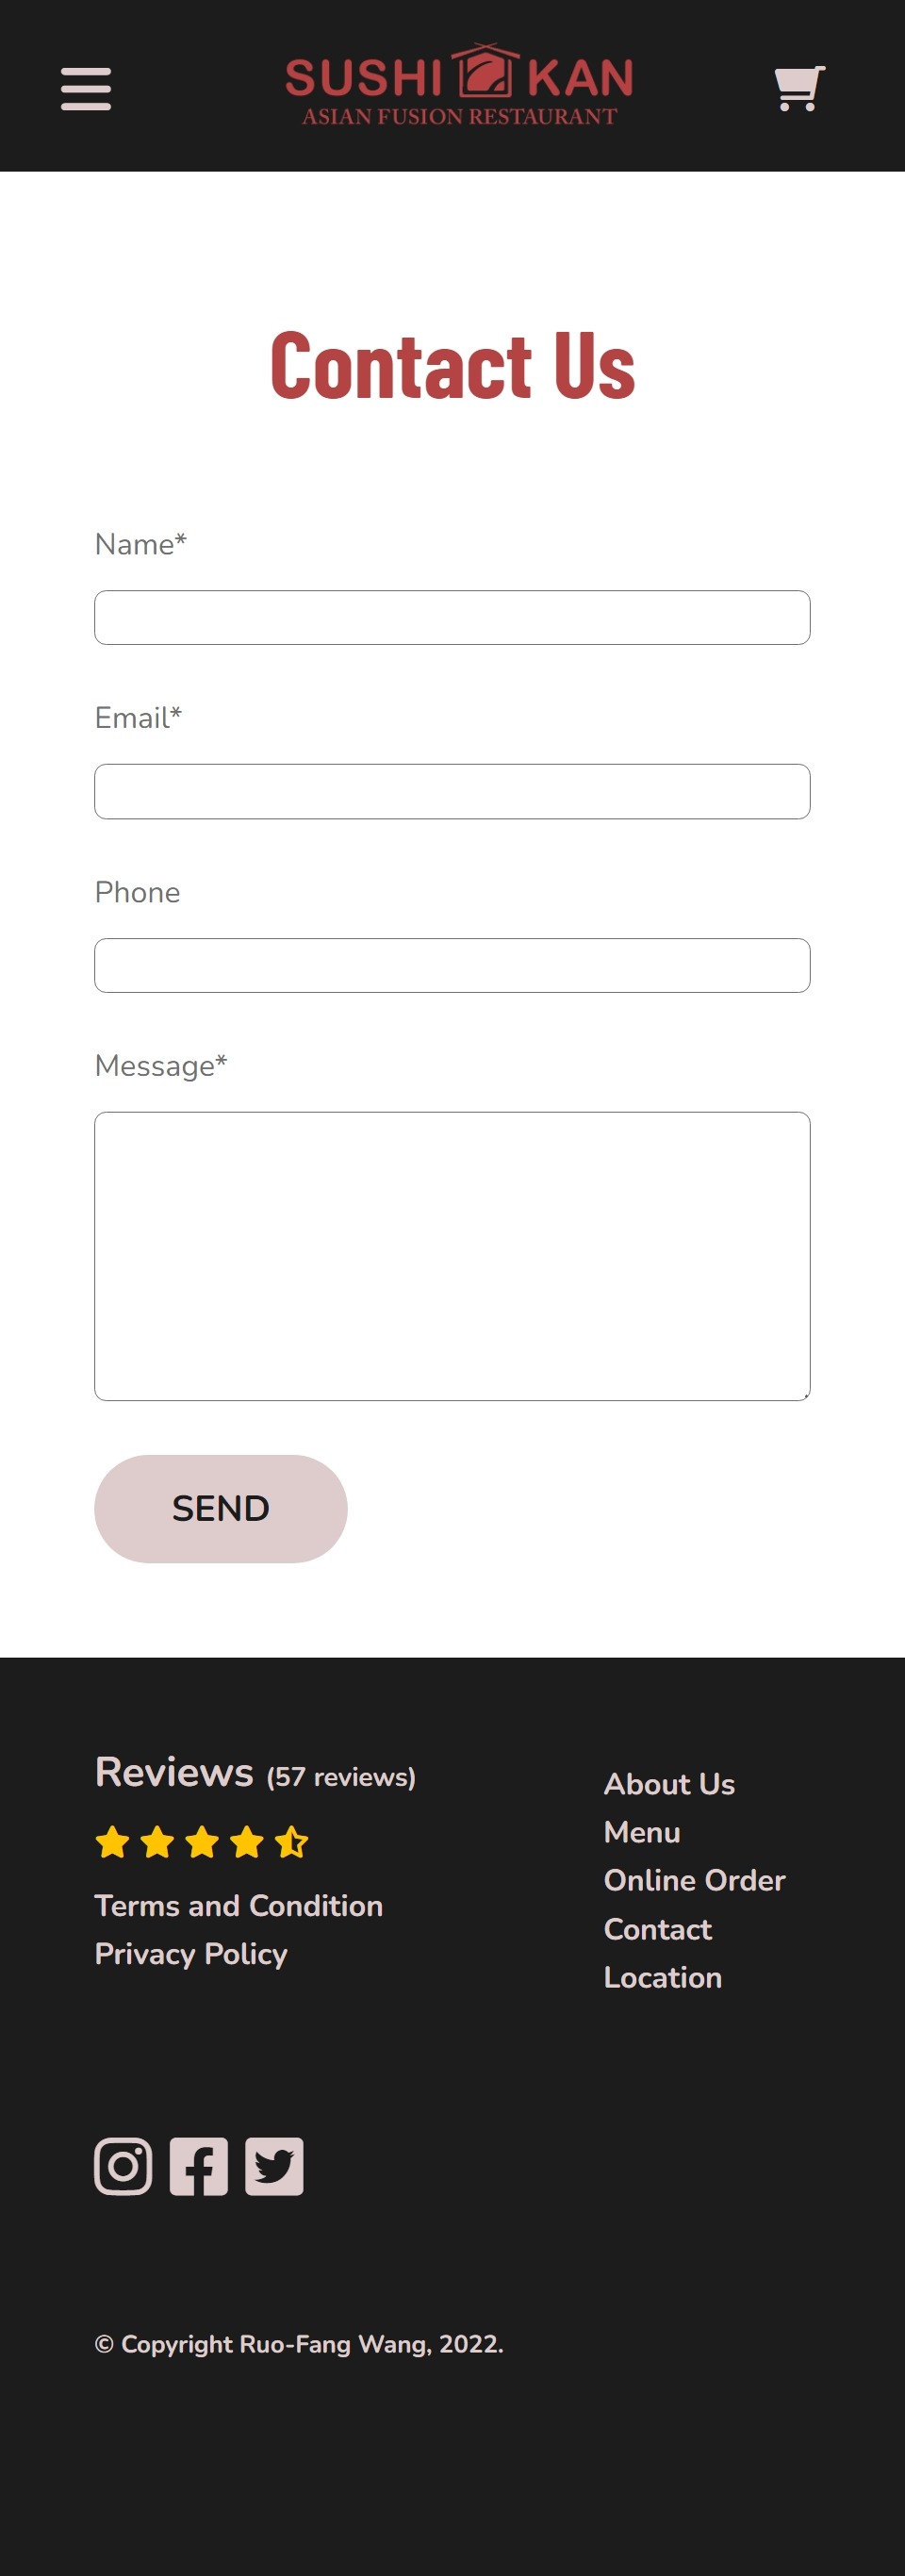 SUSHI KAN
ASIAN FUSION RESTAURANT
Contact Us
Name*
Email*
Phone
Message*
SEND
Reviews (57 reviews)
Terms and Condition
Privacy Policy
About Us
Menu
Online Order
Contact
Location
© Copyright Ruo-Fang Wang, 2022.